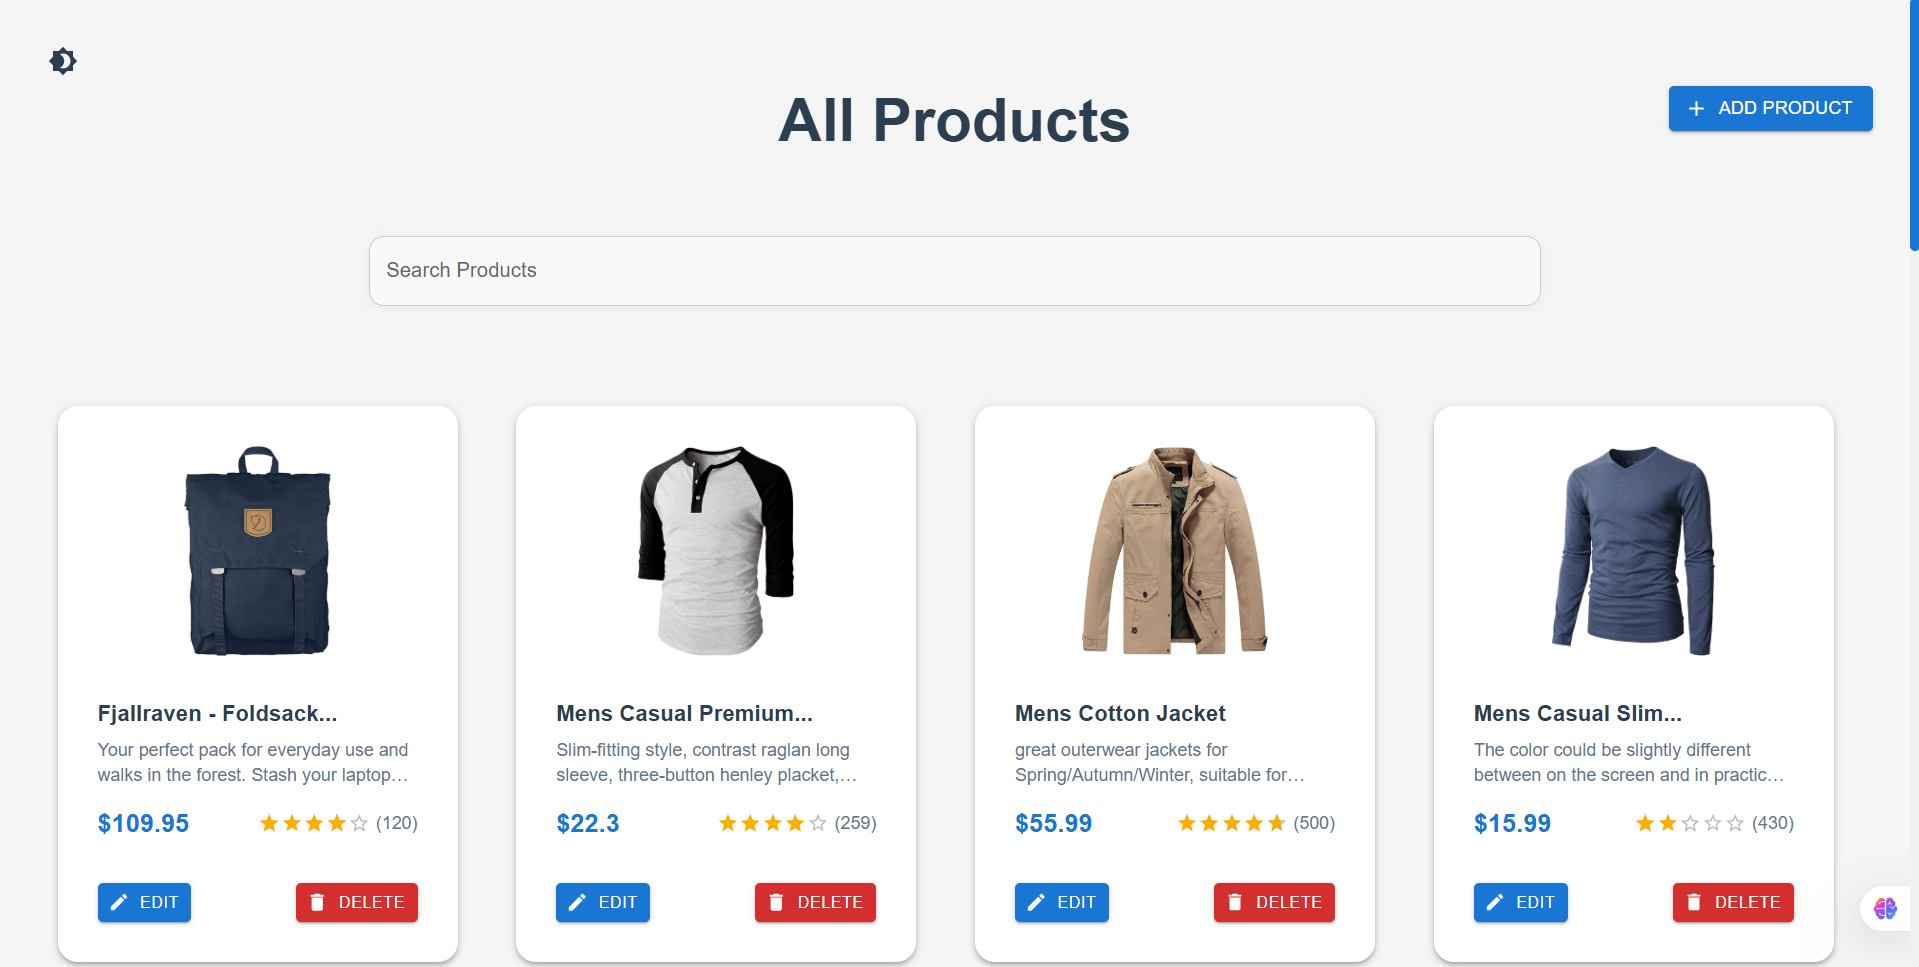 All Products
ADD PRODUCT
Search Products
Fjallraven - Foldsack...
Your perfect pack for everyday use and
walks in the forest. Stash your laptop…
$109.95
(120)
EDIT
DELETE
Mens Casual Premium...
Slim-fitting style, contrast raglan long
sleeve, three-button henley placket,…
$22.3
(259)
EDIT
DELETE
Mens Cotton Jacket
great outerwear jackets for
Spring/Autumn/Winter, suitable for…
$55.99
(500)
EDIT
DELETE
Mens Casual Slim...
The color could be slightly different
between on the screen and in practic…
$15.99
(430)
EDIT
DELETE